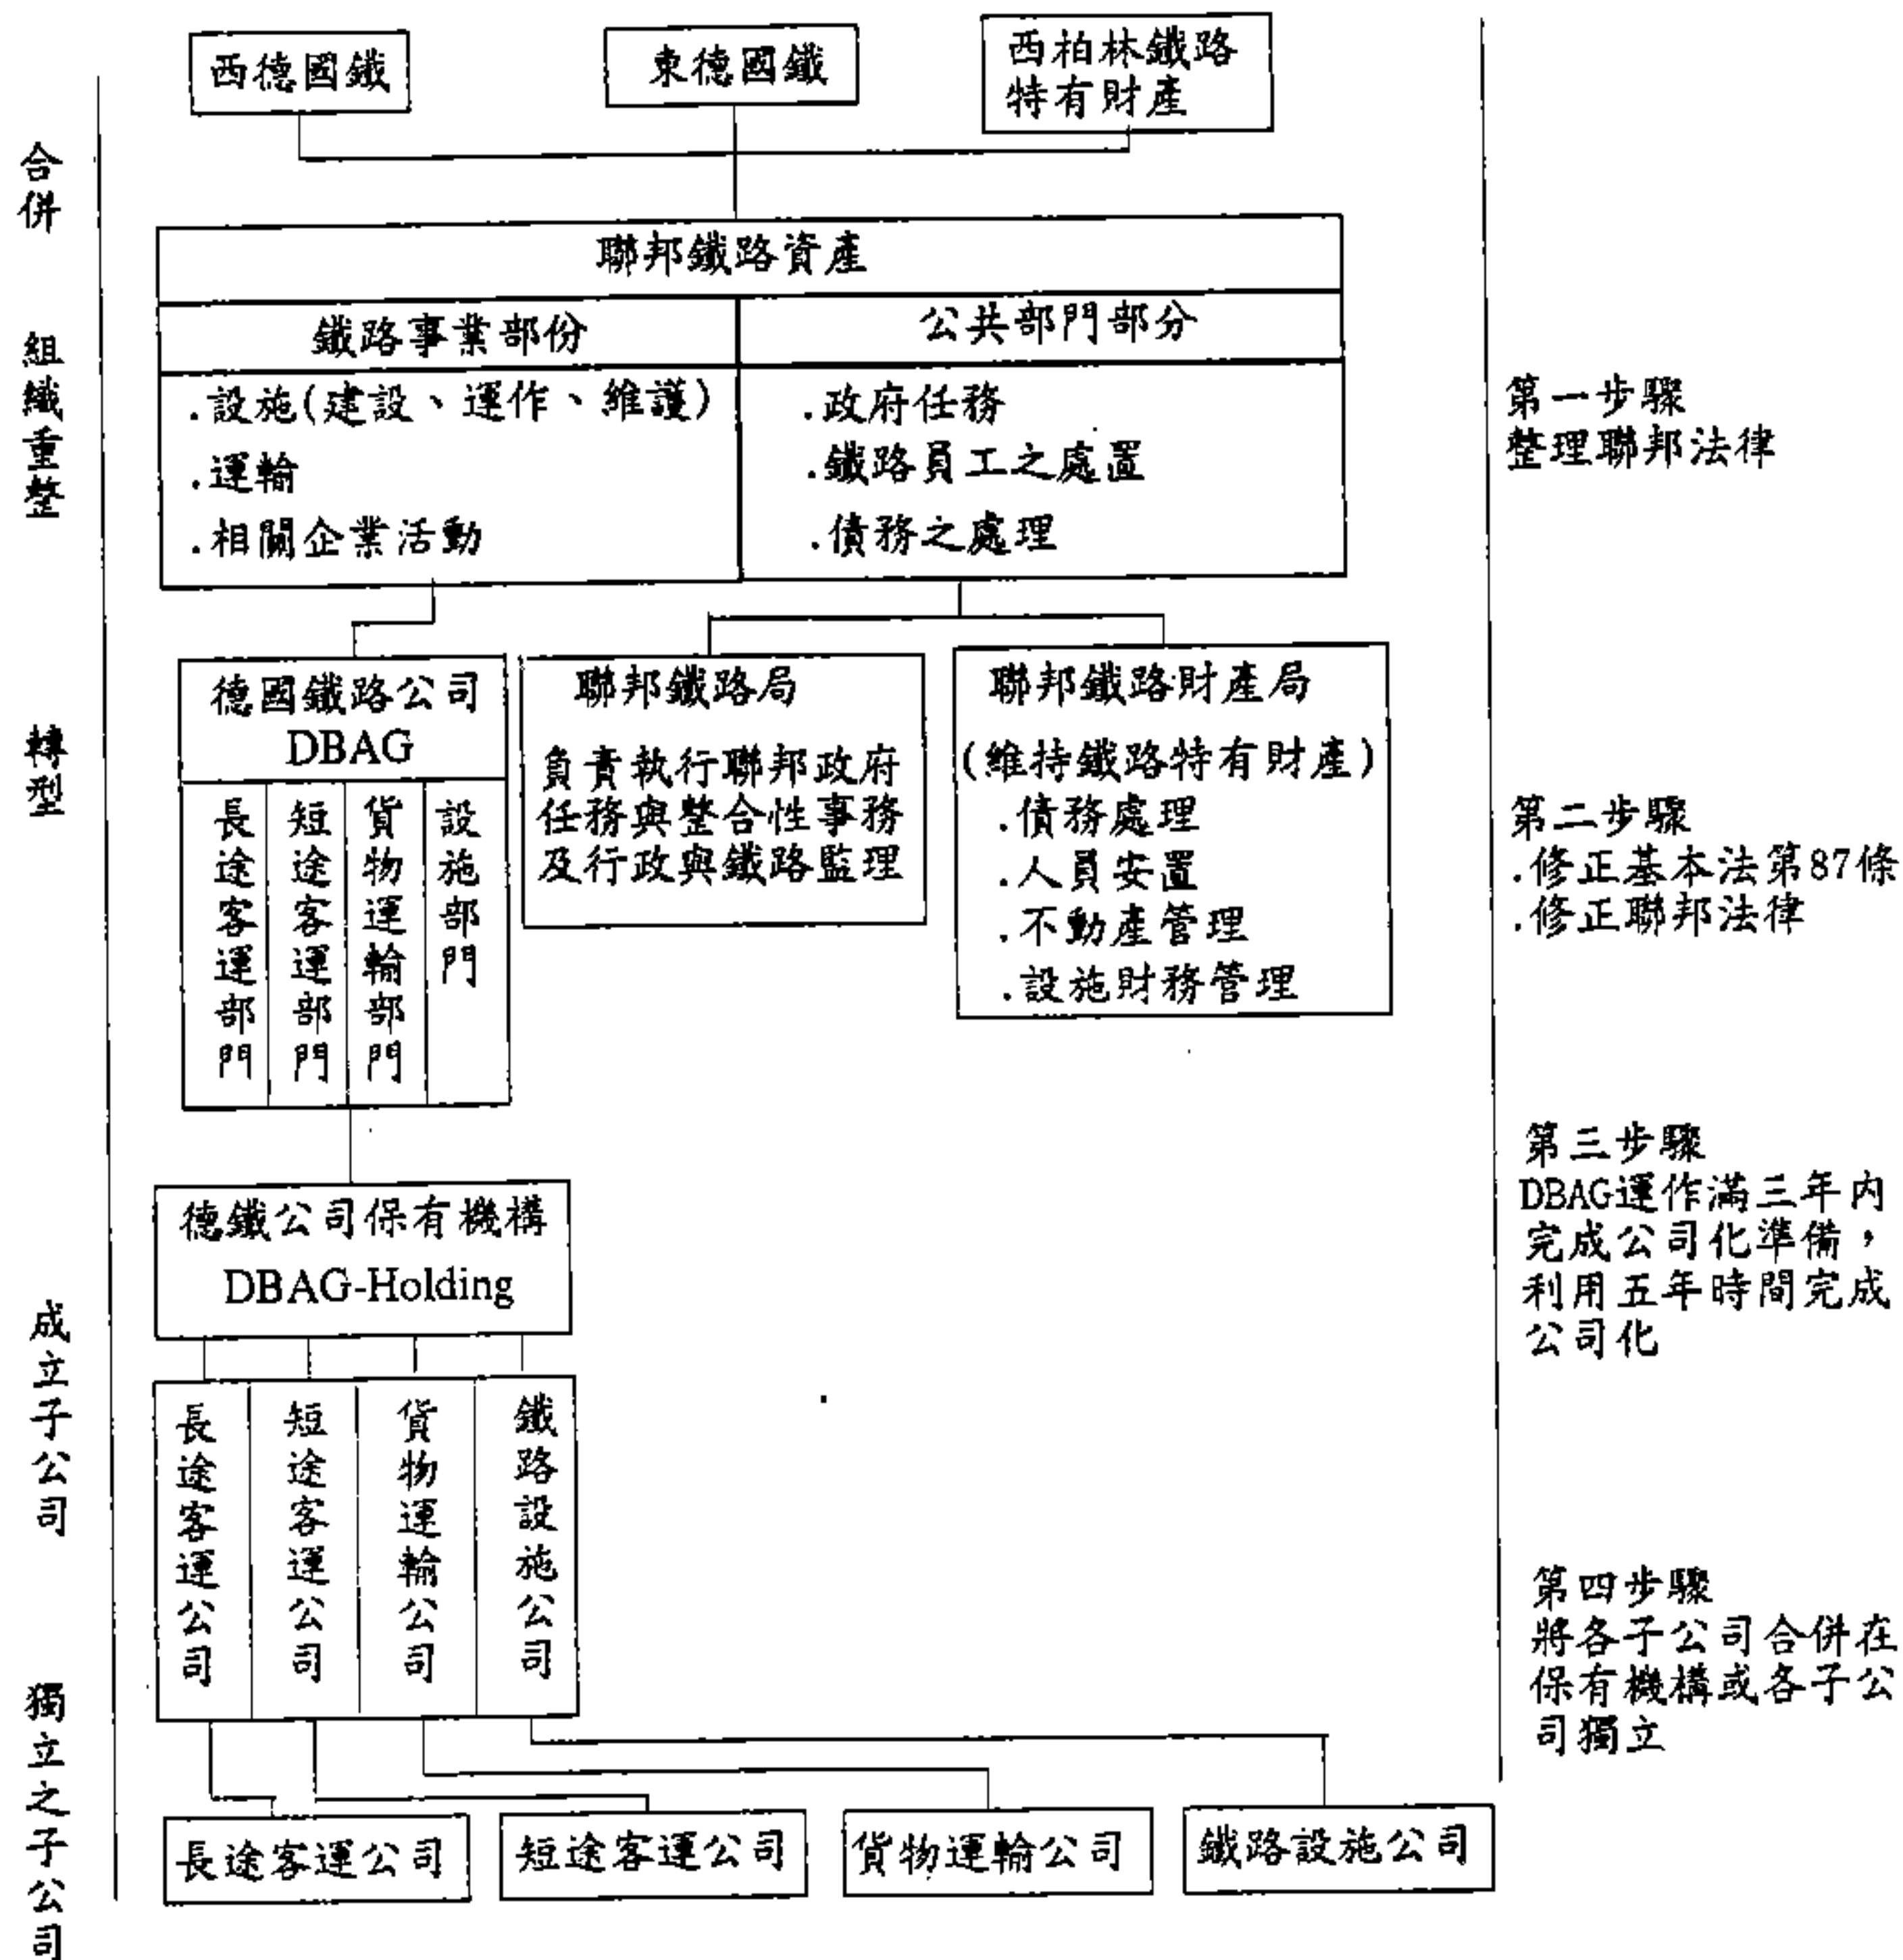 西德國鐵
東德國鐵
西柏林鐵路
特有財產
合併
聯邦鐵路資產
組織重整
鐵路事業部份
公共部門部分
.設施(建設、運作、維護)
.運輸
.相關企業活動
.政府任務
.鐵路員工之處置
.債務之處理
第一步驟
整理聯邦法律
轉型
德國鐵路公司
DBAG
長途客運部門
短途客運部門
貨物運輸部門
設施部門
聯邦鐵路局
負責執行聯邦政府
任務與整合性事務
及行政與鐵路監理
聯邦鐵路財產局
(維持鐵路特有財產)
.債務處理
.人員安置
.不動產管理
.設施財務管理
第二步驟
.修正基本法第87條
.修正聯邦法律
成立子公司
德鐵公司保有機構
DBAG-Holding
第三步驟
DBAG運作滿三年內
完成公司化準備，
利用五年時間完成
公司化
長途客運公司
短途客運公司
貨物運輸公司
鐵路設施公司
第四步驟
將各子公司合併在
保有機構或各子公
司獨立
獨立之子公司
長途客運公司
短途客運公司
貨物運輸公司
鐵路設施公司